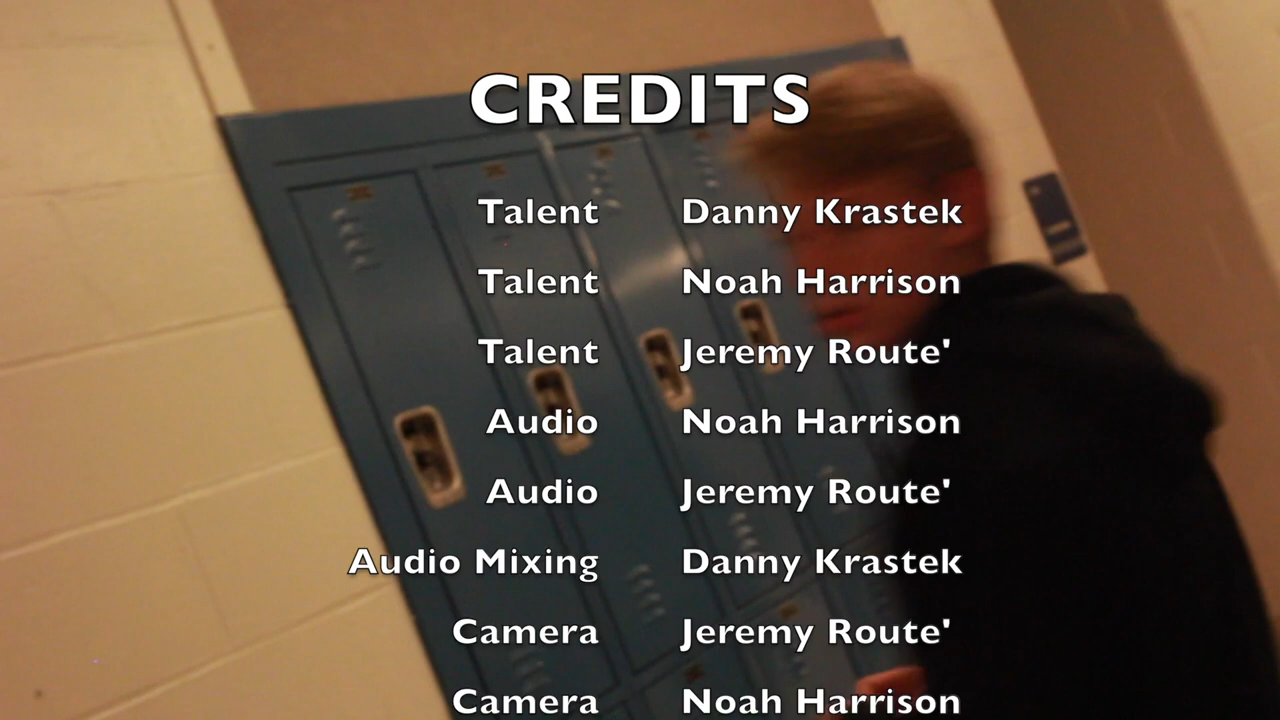 CREDITS
Talent Danny Krastek
Talent Noah Harrison
Talent Jeremy Route'
Audio Noah Harrison
Audio Jeremy Route'
Audio Mixing Danny Krastek
Camera Jeremy Route'
Camera Noah Harrison